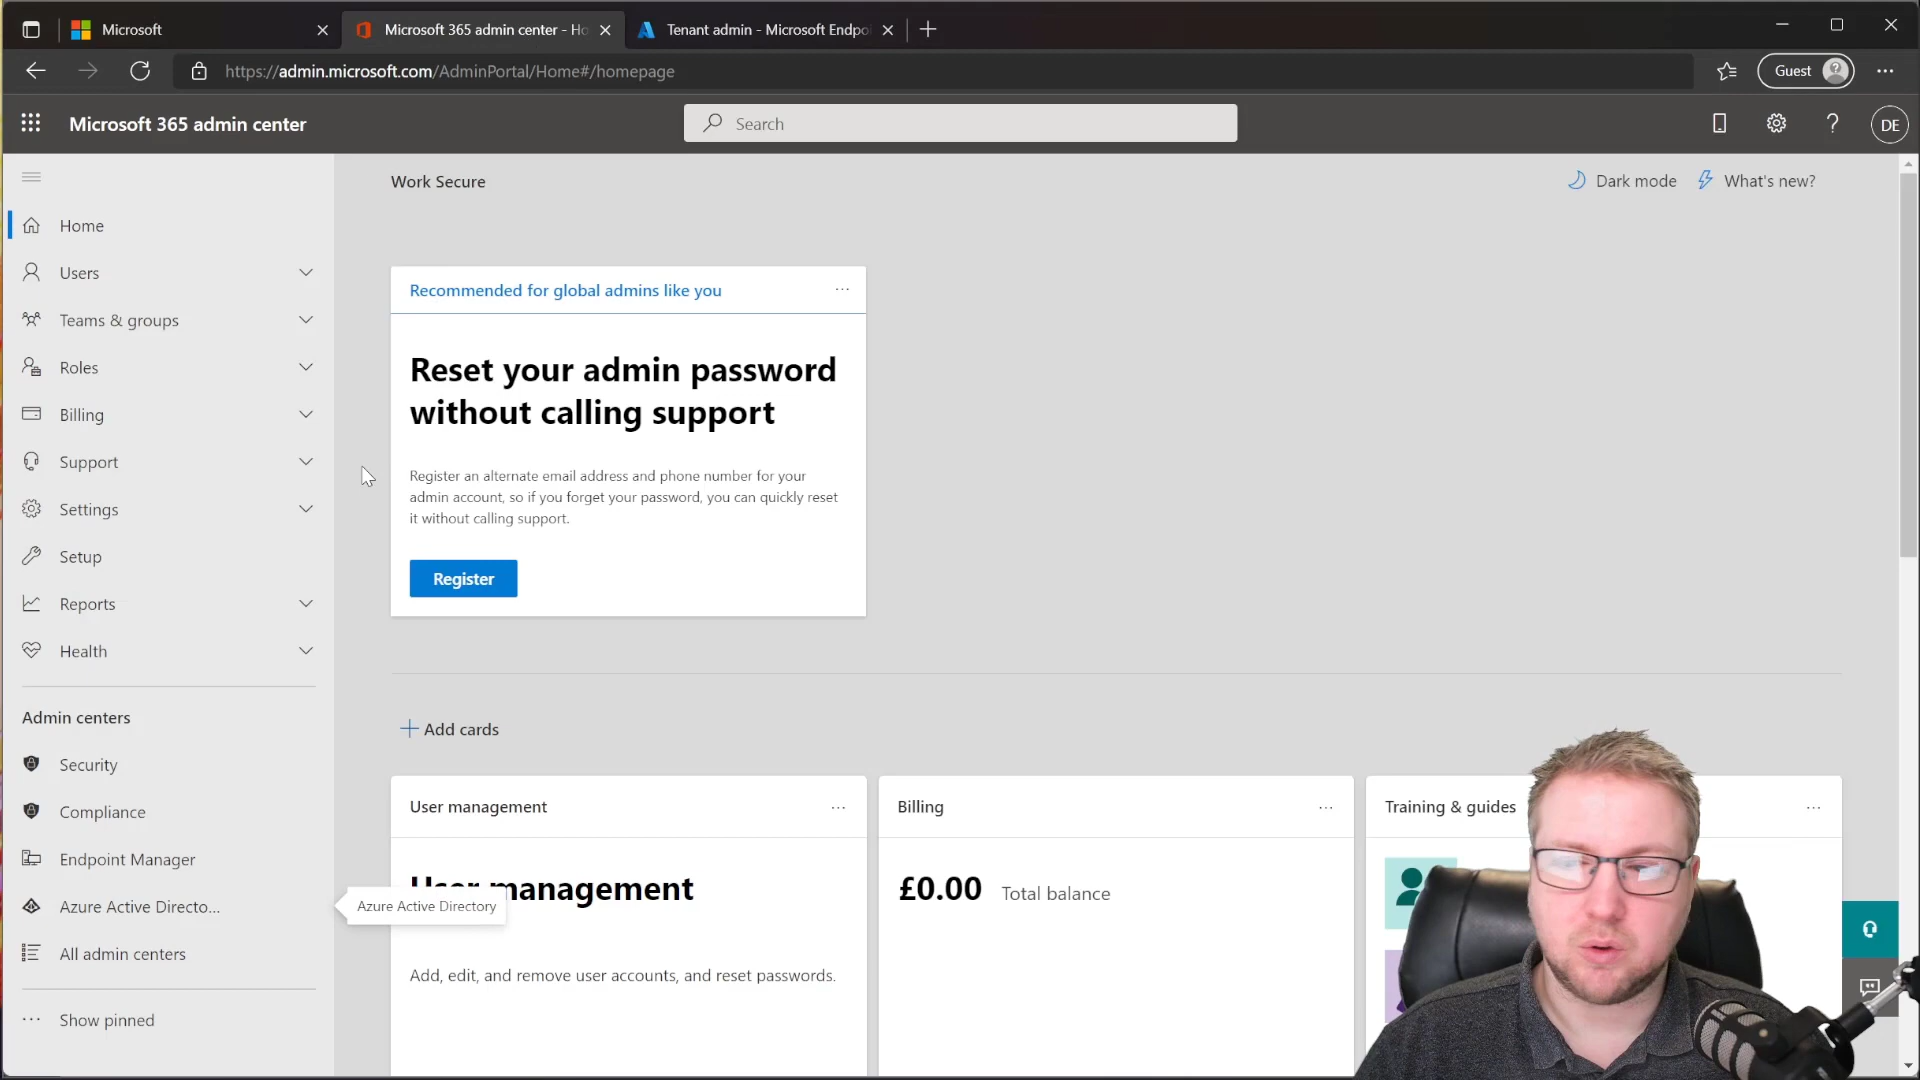 Microsoft
Microsoft 365 admin center - Ho
Tenant admin - Microsoft Endpoi
https://admin.microsoft.com/AdminPortal/Home#/homepage
Guest
Microsoft 365 admin center
Search
DE
Work Secure
Dark mode
What's new?
Home
Users
Teams & groups
Roles
Billing
Support
Settings
Setup
Reports
Health
Admin centers
Security
Compliance
Endpoint Manager
Azure Active Directo...
All admin centers
Show pinned
Recommended for global admins like you
Reset your admin password
without calling support
Register an alternate email address and phone number for your
admin account, so if you forget your password, you can quickly reset
it without calling support.
Register
Add cards
User management
User management
Azure Active Directory
Add, edit, and remove user accounts, and reset passwords.
Billing
£0.00 Total balance
Training & guides